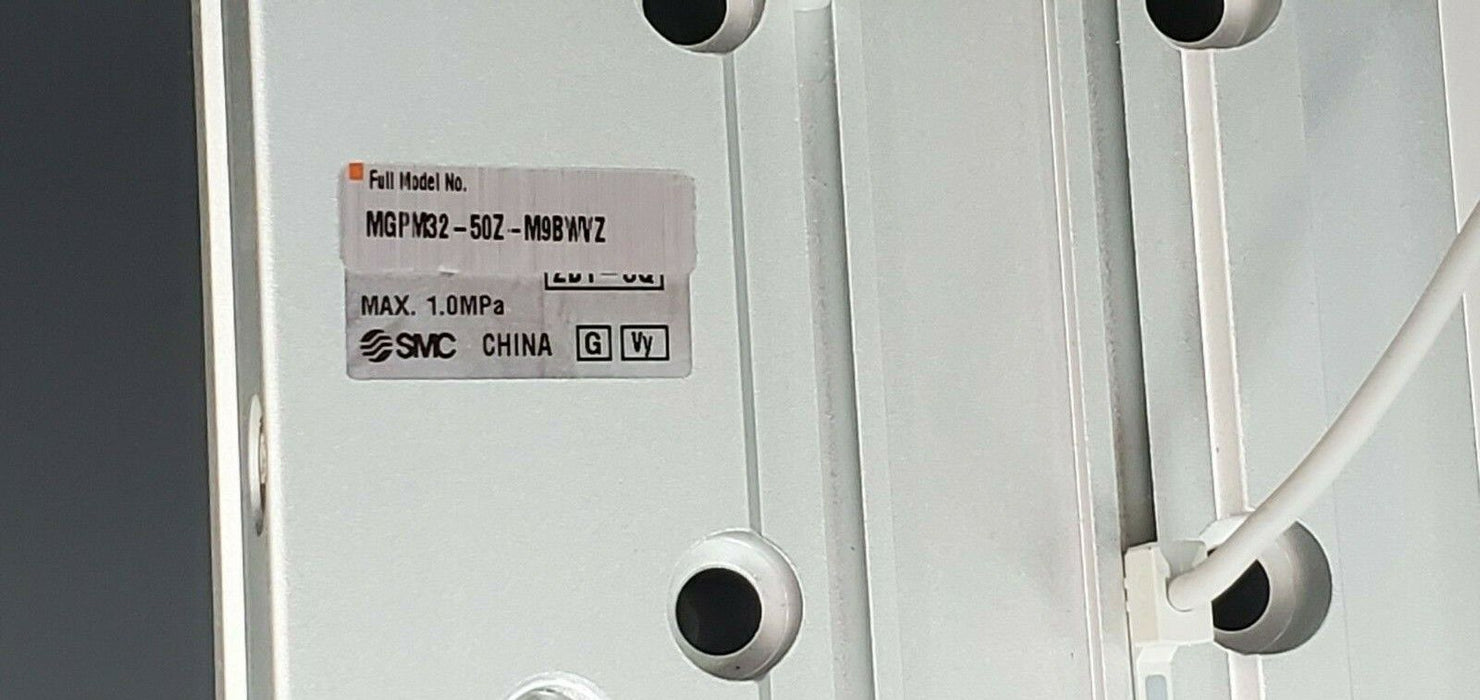 Full Model No.
MGPM32-50Z-M9BWVZ
MAX. 1.0MPa
SMC CHINA G Vy